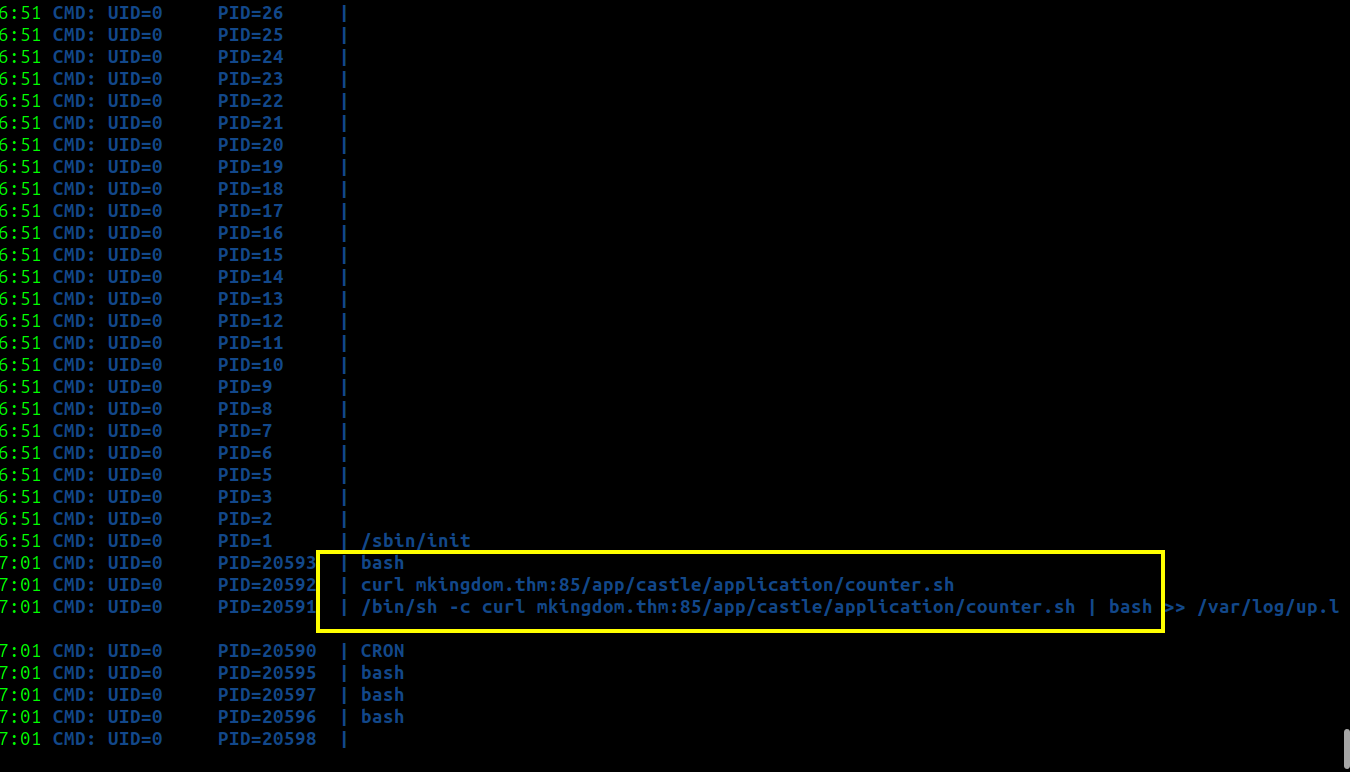 6:51 CMD: UID=0 PID=26 |
6:51 CMD: UID=0 PID=25 |
6:51 CMD: UID=0 PID=24 |
6:51 CMD: UID=0 PID=23 |
6:51 CMD: UID=0 PID=22 |
6:51 CMD: UID=0 PID=21 |
6:51 CMD: UID=0 PID=20 |
6:51 CMD: UID=0 PID=19 |
6:51 CMD: UID=0 PID=18 |
6:51 CMD: UID=0 PID=17 |
6:51 CMD: UID=0 PID=16 |
6:51 CMD: UID=0 PID=15 |
6:51 CMD: UID=0 PID=14 |
6:51 CMD: UID=0 PID=13 |
6:51 CMD: UID=0 PID=12 |
6:51 CMD: UID=0 PID=11 |
6:51 CMD: UID=0 PID=10 |
6:51 CMD: UID=0 PID=9 |
6:51 CMD: UID=0 PID=8 |
6:51 CMD: UID=0 PID=7 |
6:51 CMD: UID=0 PID=6 |
6:51 CMD: UID=0 PID=5 |
6:51 CMD: UID=0 PID=3 |
6:51 CMD: UID=0 PID=2 |
6:51 CMD: UID=0 PID=1 | /sbin/init
7:01 CMD: UID=0 PID=20593 | bash
7:01 CMD: UID=0 PID=20592 | curl mkingdom.thm:85/app/castle/application/counter.sh
7:01 CMD: UID=0 PID=20591 | /bin/sh -c curl mkingdom.thm:85/app/castle/application/counter.sh | bash >> /var/log/up.l
7:01 CMD: UID=0 PID=20590 | CRON
7:01 CMD: UID=0 PID=20595 | bash
7:01 CMD: UID=0 PID=20597 | bash
7:01 CMD: UID=0 PID=20596 | bash
7:01 CMD: UID=0 PID=20598 |